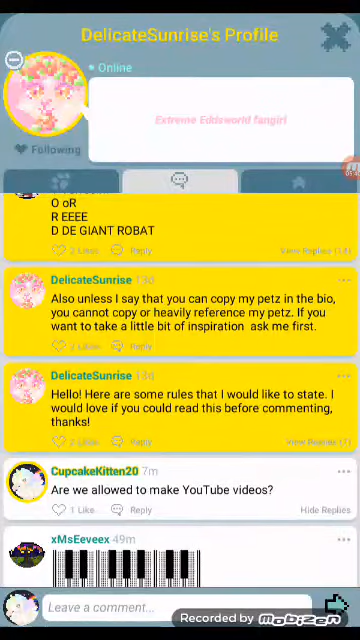 DelicateSunrise's Profile
Online
Extreme Eddsworld fangirl
Following
O oR
R EEEE
D DE GIANT ROBAT
2 Likes Reply View Replies (14)
DelicateSunrise 13d
Also unless I say that you can copy my petz in the bio,
you cannot copy or heavily reference my petz. If you
want to take a little bit of inspiration ask me first.
2 Likes Reply
DelicateSunrise 13d
Hello! Here are some rules that I would like to state. I
would love if you could read this before commenting,
thanks!
2 Likes Reply View Replies (7)
CupcakeKitten20 7m
Are we allowed to make YouTube videos?
1 Like Reply Hide Replies
xMsEeveex 49m
Leave a comment...
Recorded by MOBIZEN